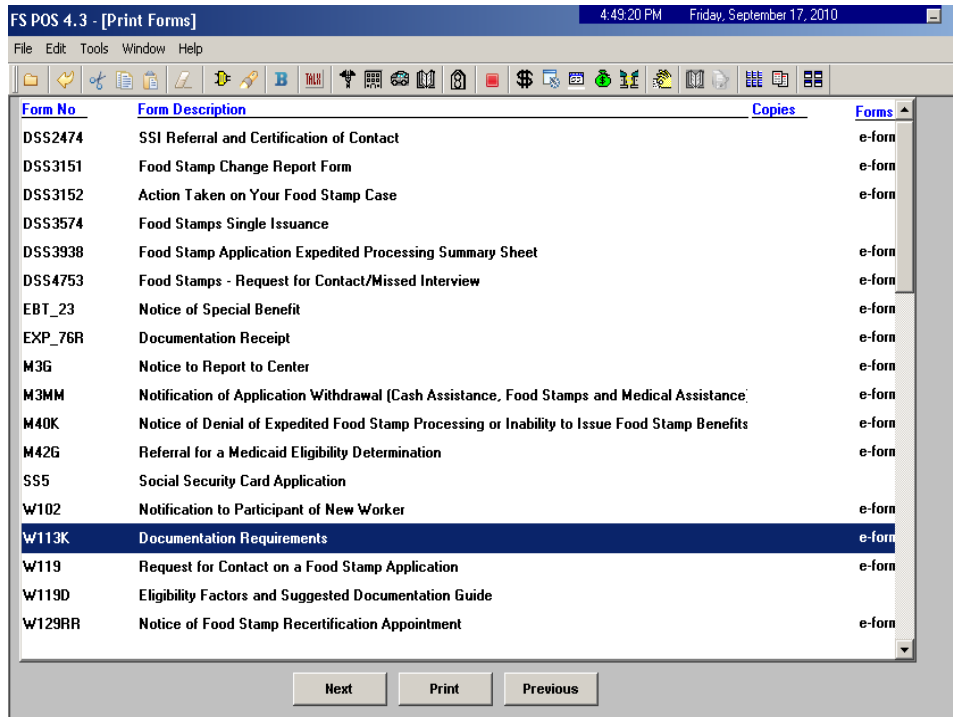 FS POS 4.3 - [Print Forms] 4:49:20 PM Friday, September 17, 2010
File Edit Tools Window Help
B TALX
Form No Form Description Copies Forms
DSS2474 SSI Referral and Certification of Contact e-form
DSS3151 Food Stamp Change Report Form e-form
DSS3152 Action Taken on Your Food Stamp Case e-form
DSS3574 Food Stamps Single Issuance
DSS3938 Food Stamp Application Expedited Processing Summary Sheet e-form
DSS4753 Food Stamps - Request for Contact/Missed Interview e-form
EBT_23 Notice of Special Benefit e-form
EXP_76R Documentation Receipt e-form
M3G Notice to Report to Center e-form
M3MM Notification of Application Withdrawal (Cash Assistance, Food Stamps and Medical Assistance) e-form
M40K Notice of Denial of Expedited Food Stamp Processing or Inability to Issue Food Stamp Benefits e-form
M42G Referral for a Medicaid Eligibility Determination e-form
SS5 Social Security Card Application
W102 Notification to Participant of New Worker e-form
W113K Documentation Requirements e-form
W119 Request for Contact on a Food Stamp Application e-form
W119D Eligibility Factors and Suggested Documentation Guide
W129RR Notice of Food Stamp Recertification Appointment e-form
Next Print Previous